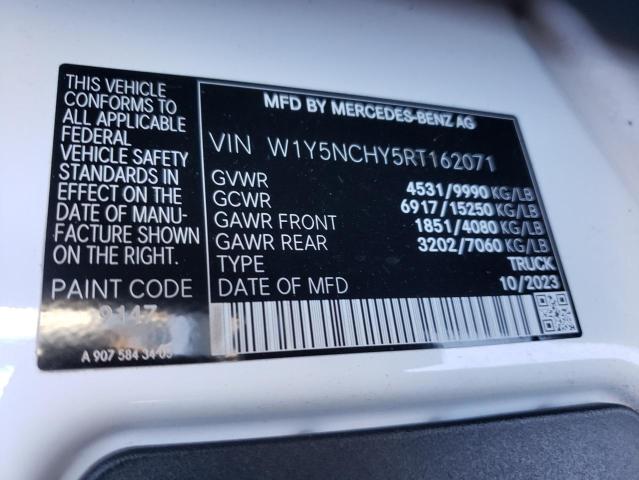 THIS VEHICLE
CONFORMS TO
ALL APPLICABLE
FEDERAL
VEHICLE SAFETY
STANDARDS IN
EFFECT ON THE
DATE OF MANU-
FACTURE SHOWN
ON THE RIGHT.
PAINT CODE
9147
A 907 584 34 05
MFD BY MERCEDES-BENZ AG
VIN W1Y5NCHY5RT162071
GVWR 4531/9990 KG/LB
GCWR 6917/15250 KG/LB
GAWR FRONT 1851/4080 KG/LB
GAWR REAR 3202/7060 KG/LB
TYPE TRUCK
DATE OF MFD 10/2023